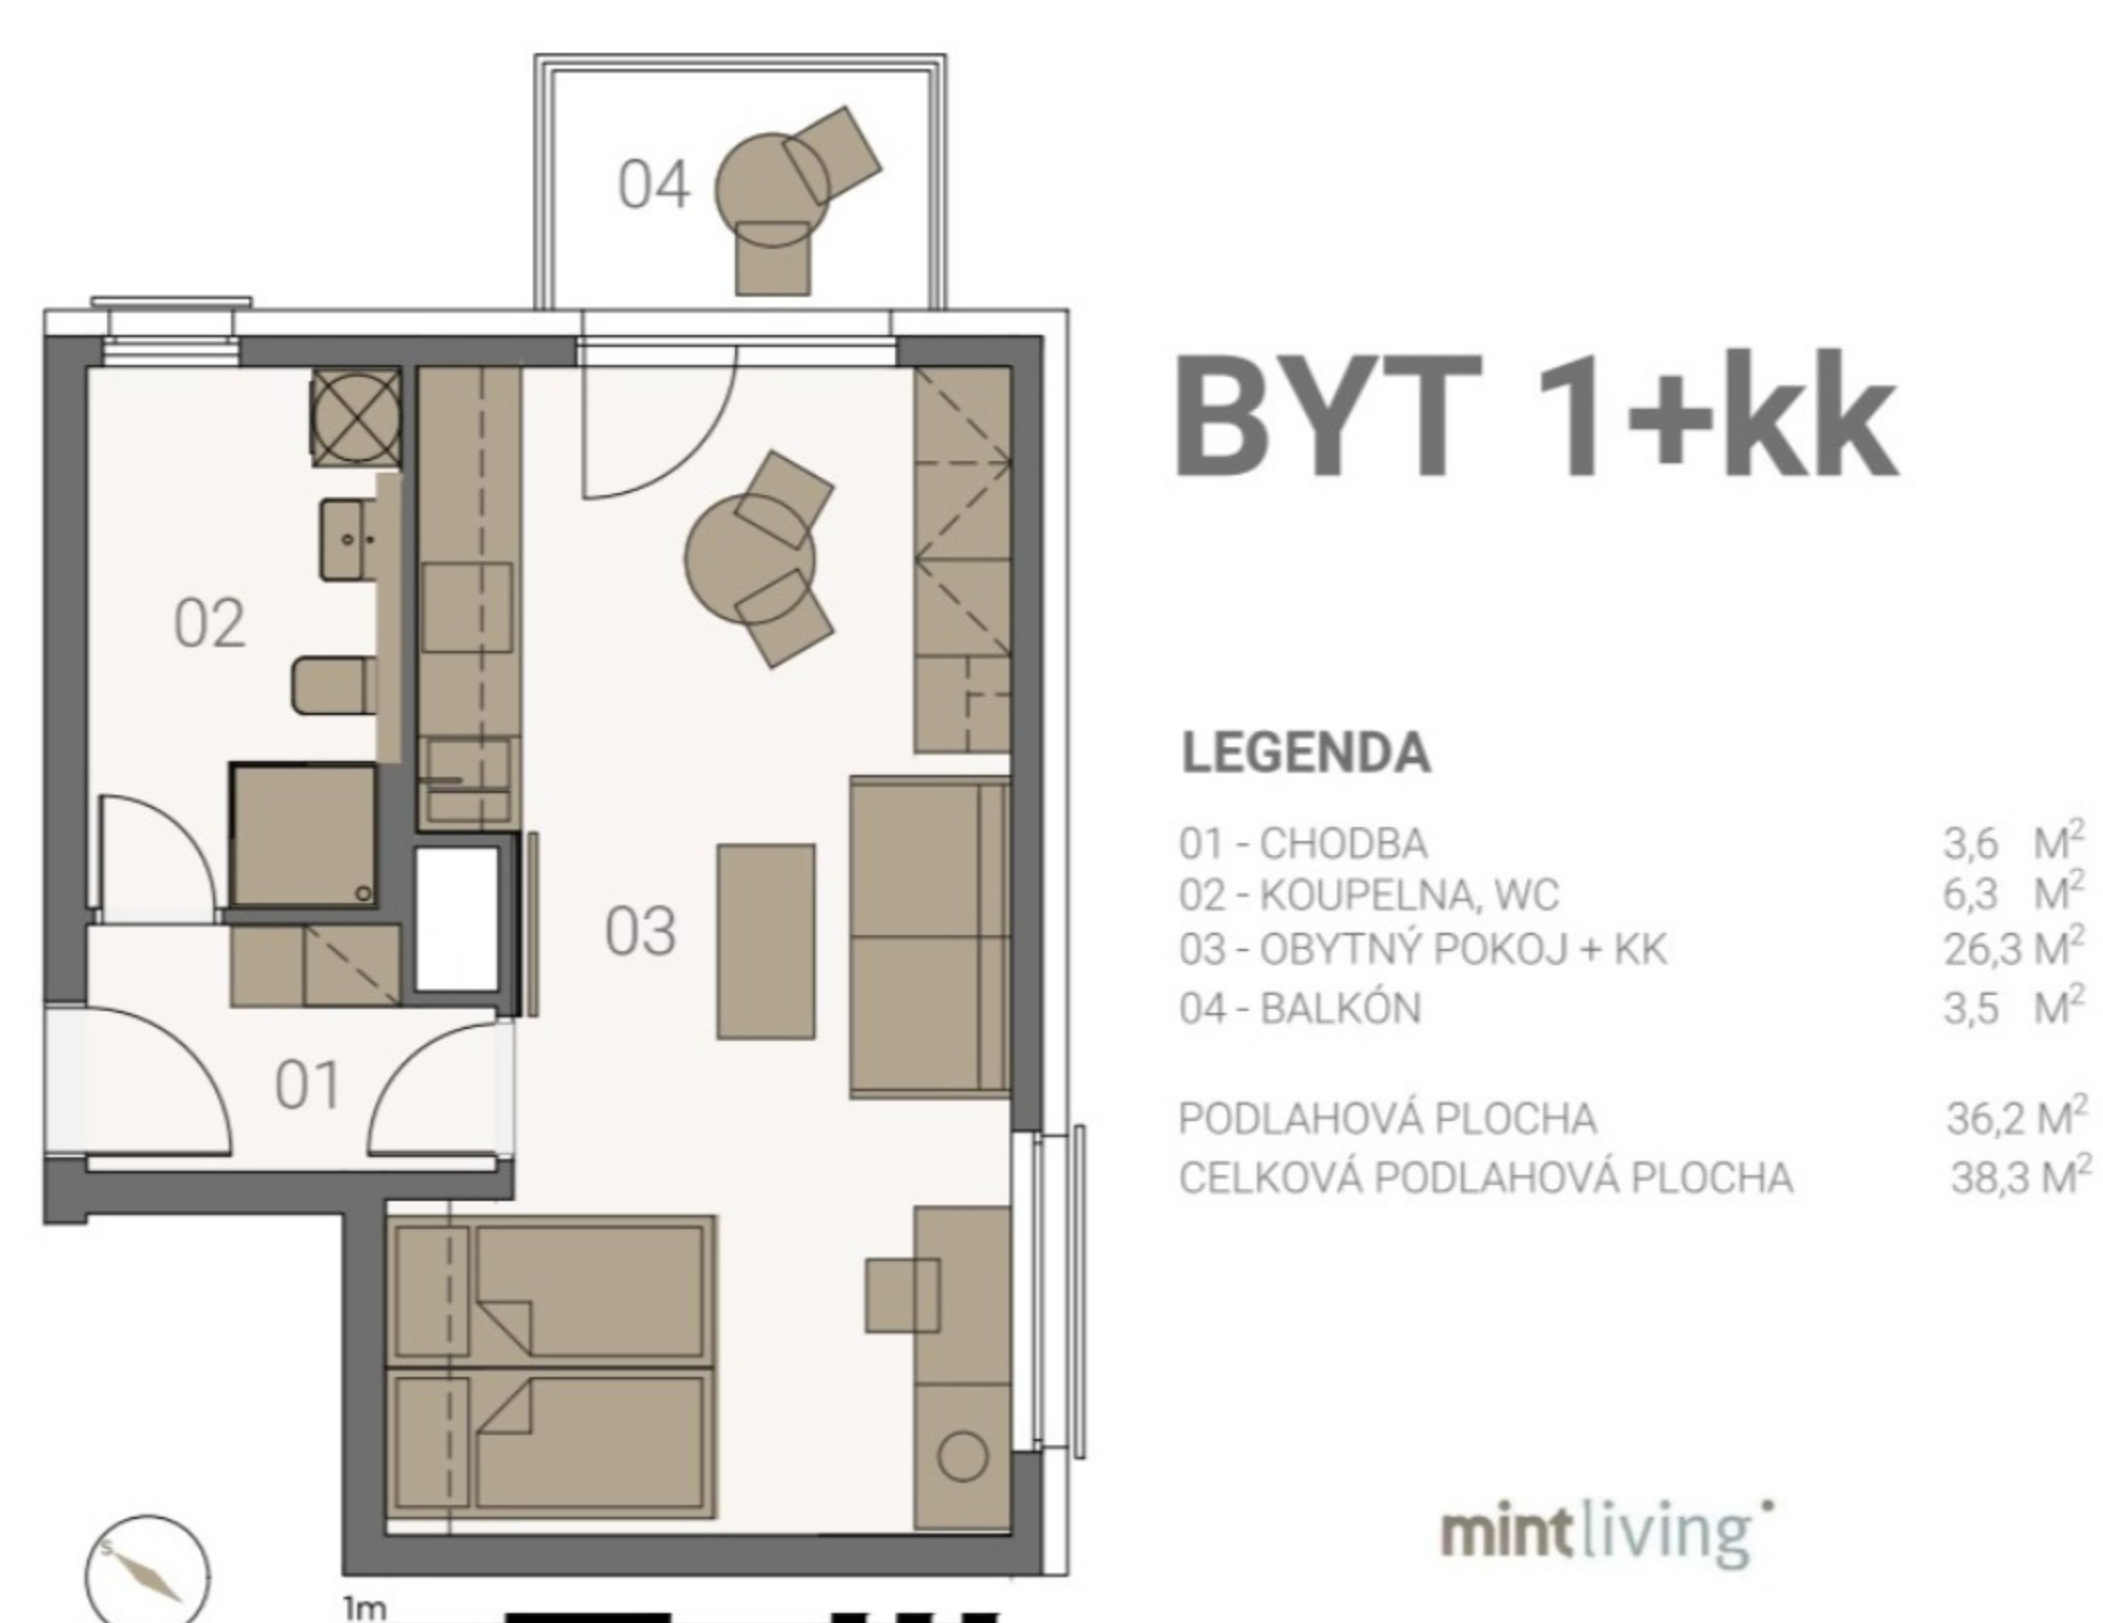 04
BYT 1+kk
02
LEGENDA
01 - CHODBA 3,6 M²
02 - KOUPELNA, WC 6,3 M²
03 - OBYTNÝ POKOJ + KK 26,3 M²
04 - BALKÓN 3,5 M²
03
01
PODLAHOVÁ PLOCHA 36,2 M²
CELKOVÁ PODLAHOVÁ PLOCHA 38,3 M²
mintliving
S
1m